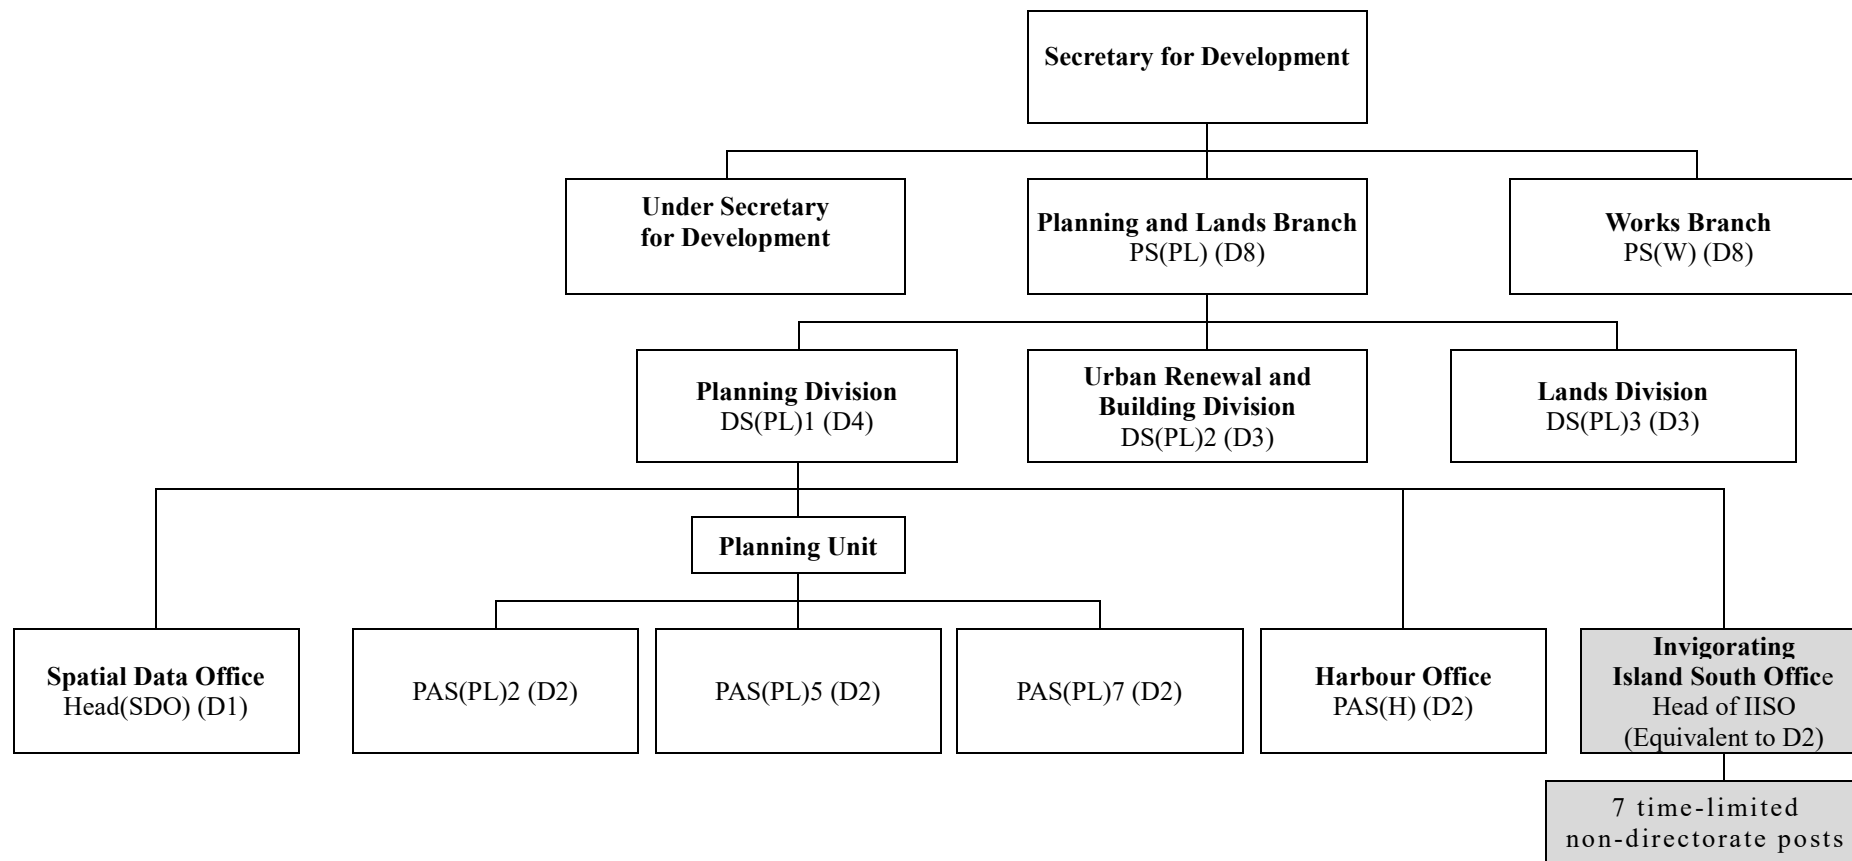 Secretary for Development
Under Secretary
for Development
Planning and Lands Branch
PS(PL) (D8)
Works Branch
PS(W) (D8)
Planning Division
DS(PL)1 (D4)
Urban Renewal and
Building Division
DS(PL)2 (D3)
Lands Division
DS(PL)3 (D3)
Planning Unit
Spatial Data Office
Head(SDO) (D1)
PAS(PL)2 (D2)
PAS(PL)5 (D2)
PAS(PL)7 (D2)
Harbour Office
PAS(H) (D2)
Invigorating
Island South Office
Head of IISO
(Equivalent to D2)
7 time-limited
non-directorate posts